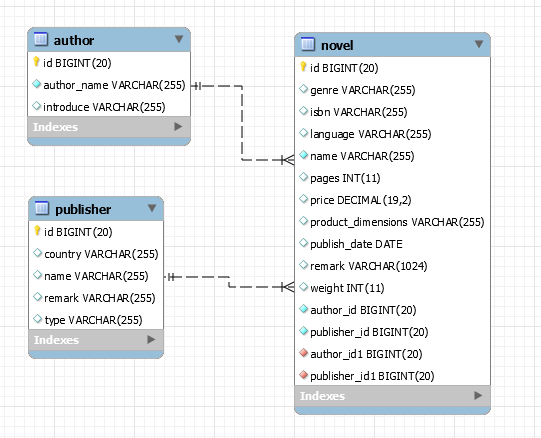 author
id BIGINT(20)
author_name VARCHAR(255)
introduce VARCHAR(255)
Indexes
publisher
id BIGINT(20)
country VARCHAR(255)
name VARCHAR(255)
remark VARCHAR(255)
type VARCHAR(255)
Indexes
novel
id BIGINT(20)
genre VARCHAR(255)
isbn VARCHAR(255)
language VARCHAR(255)
name VARCHAR(255)
pages INT(11)
price DECIMAL(19,2)
product_dimensions VARCHAR(255)
publish_date DATE
remark VARCHAR(1024)
weight INT(11)
author_id BIGINT(20)
publisher_id BIGINT(20)
author_id1 BIGINT(20)
publisher_id1 BIGINT(20)
Indexes